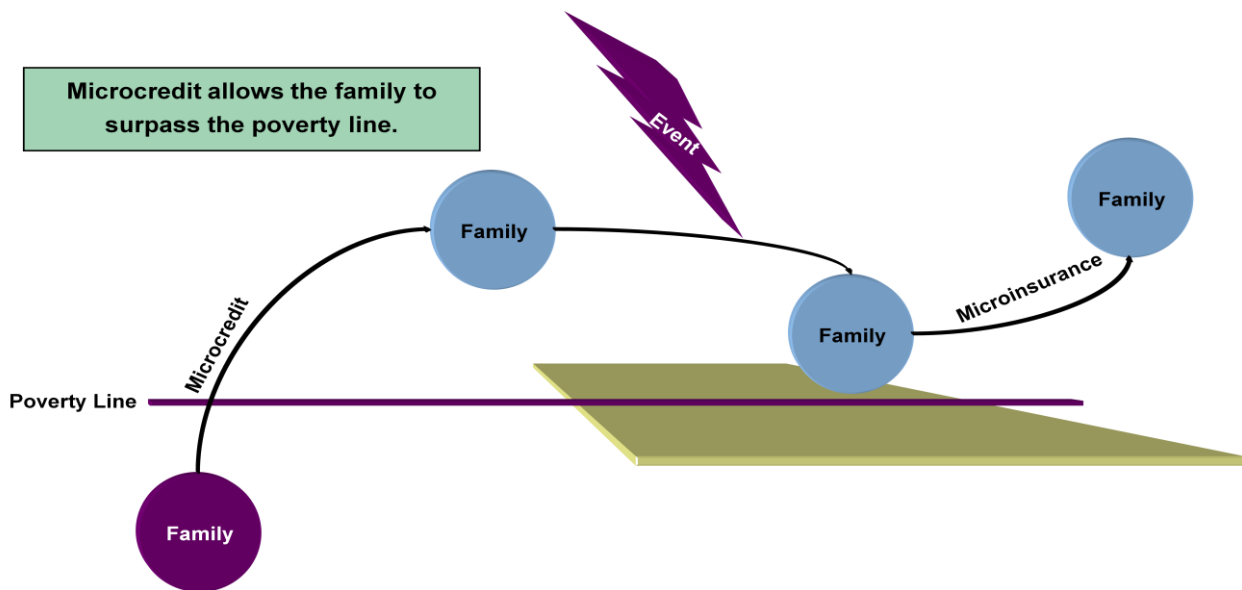 Microcredit allows the family to
surpass the poverty line.
Event
Family
Family
Microinsurance
Family
Microcredit
Poverty Line
Family